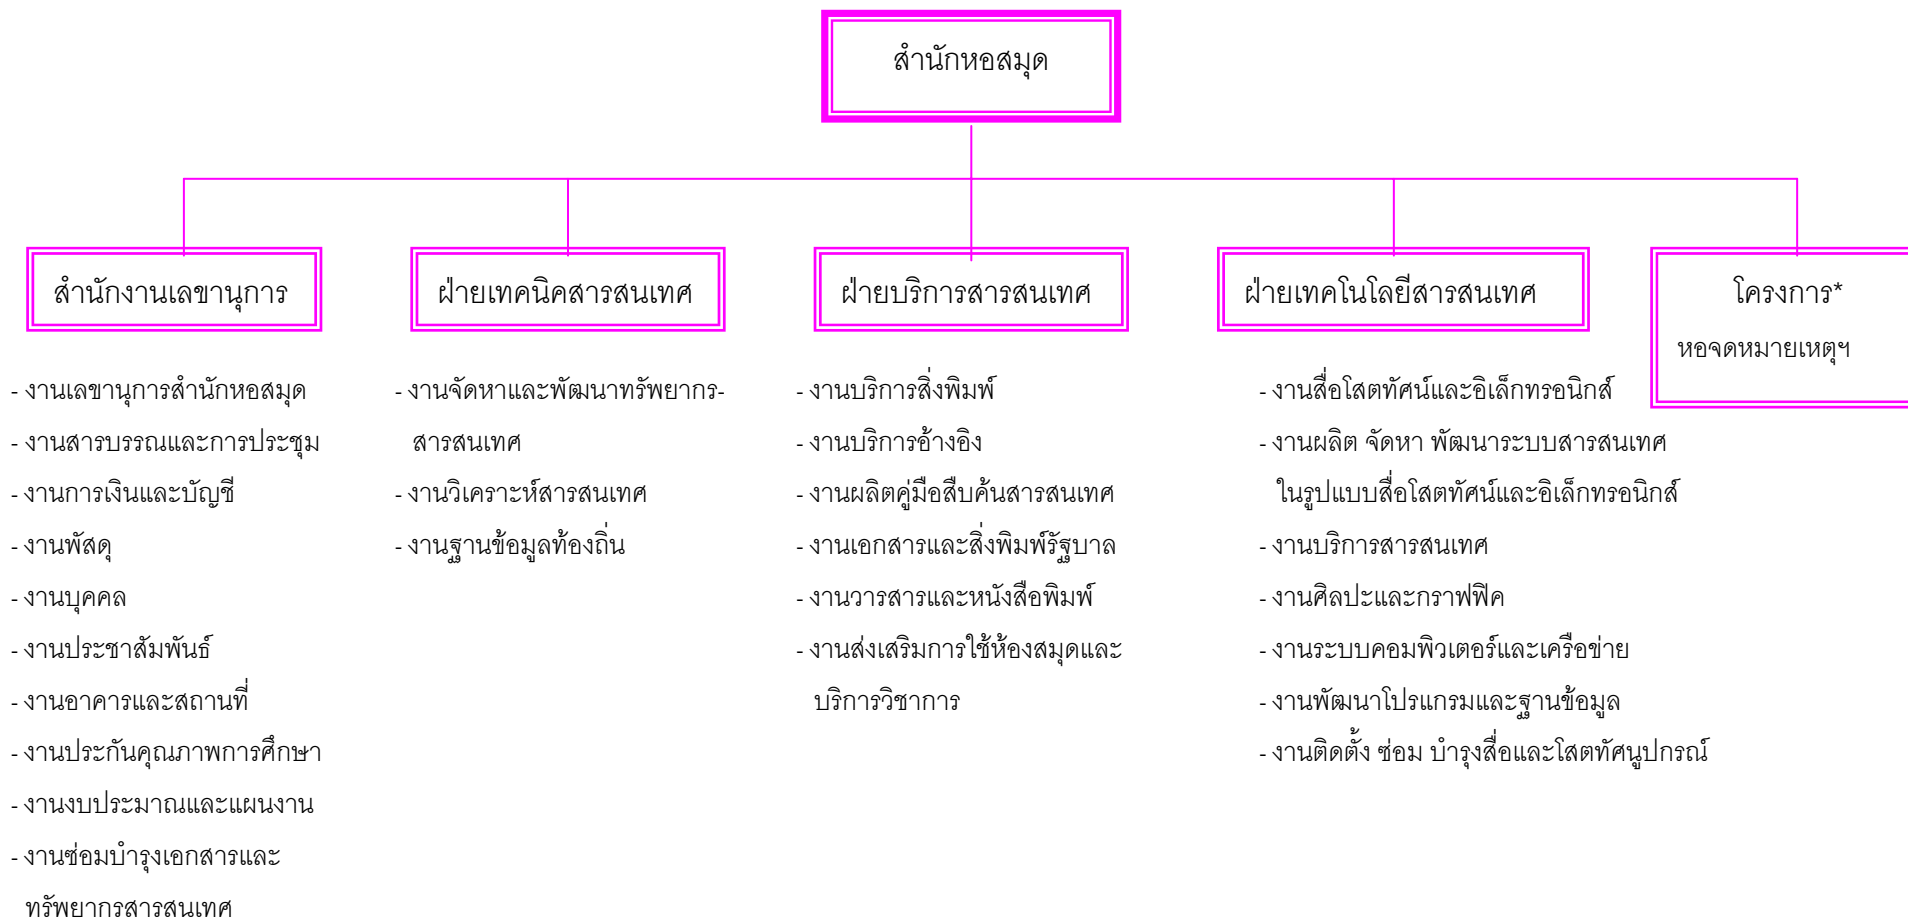 สำนักหอสมุด
สำนักงานเลขานุการ
- งานเลขานุการสำนักหอสมุด
- งานสารบรรณและการประชุม
- งานการเงินและบัญชี
- งานพัสดุ
- งานบุคคล
- งานประชาสัมพันธ์
- งานอาคารและสถานที่
- งานประกันคุณภาพการศึกษา
- งานงบประมาณและแผนงาน
- งานซ่อมบำรุงเอกสารและ
ทรัพยากรสารสนเทศ
ฝ่ายเทคนิคสารสนเทศ
- งานจัดหาและพัฒนาทรัพยากร-
สารสนเทศ
- งานวิเคราะห์สารสนเทศ
- งานฐานข้อมูลท้องถิ่น
ฝ่ายบริการสารสนเทศ
- งานบริการสิ่งพิมพ์
- งานบริการอ้างอิง
- งานผลิตคู่มือสืบค้นสารสนเทศ
- งานเอกสารและสิ่งพิมพ์รัฐบาล
- งานวารสารและหนังสือพิมพ์
- งานส่งเสริมการใช้ห้องสมุดและ
บริการวิชาการ
ฝ่ายเทคโนโลยีสารสนเทศ
- งานสื่อโสตทัศน์และอิเล็กทรอนิกส์
- งานผลิต จัดหา พัฒนาระบบสารสนเทศ
ในรูปแบบสื่อโสตทัศน์และอิเล็กทรอนิกส์
- งานบริการสารสนเทศ
- งานศิลปะและกราฟฟิค
- งานระบบคอมพิวเตอร์และเครือข่าย
- งานพัฒนาโปรแกรมและฐานข้อมูล
- งานติดตั้ง ซ่อม บำรุงสื่อและโสตทัศนูปกรณ์
โครงการ*
หอจดหมายเหตุฯ